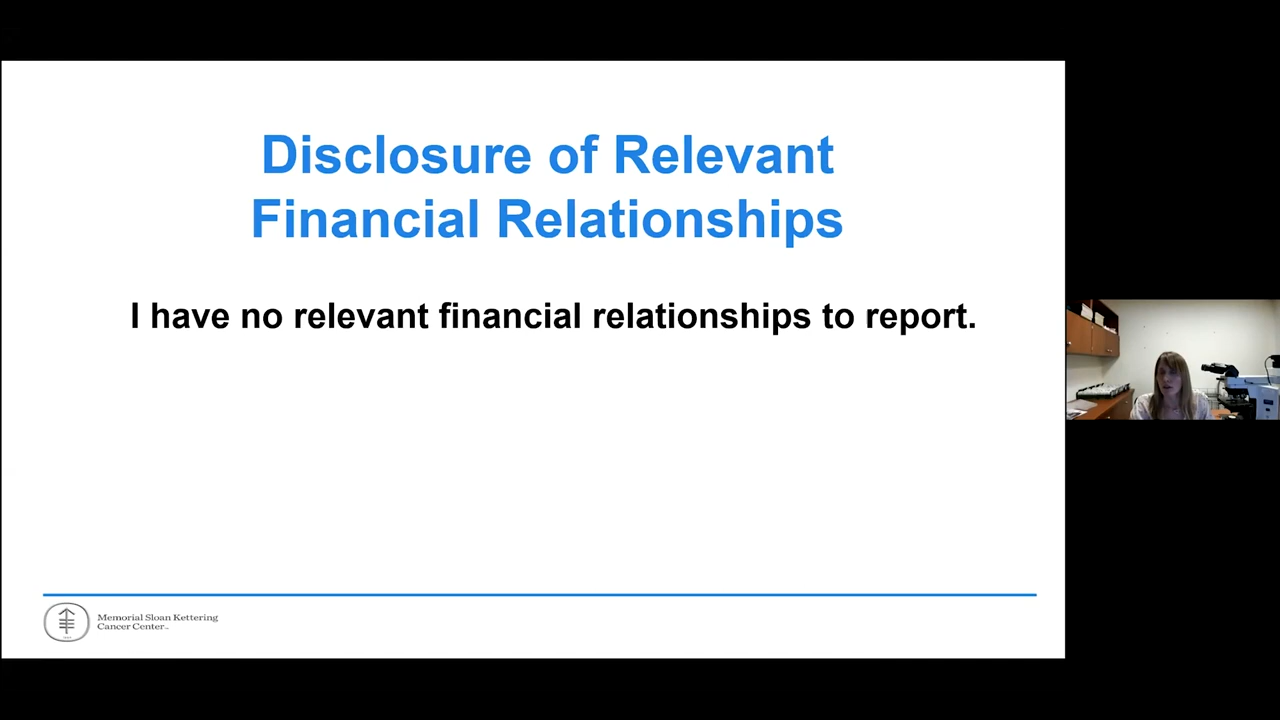 Disclosure of Relevant
Financial Relationships
I have no relevant financial relationships to report.
Memorial Sloan Kettering
Cancer Center